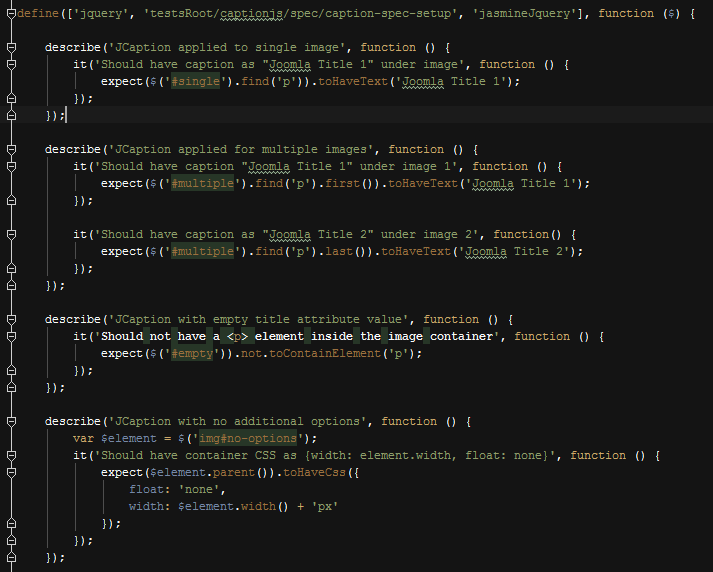 define(['jquery', 'testsRoot/captionjs/spec/caption-spec-setup', 'jasmineJquery'], function ($) {
describe('JCaption applied to single image', function () {
it('Should have caption as "Joomla Title 1" under image', function () {
expect($('#single').find('p')).toHaveText('Joomla Title 1');
});
});
describe('JCaption applied for multiple images', function () {
it('Should have caption "Joomla Title 1" under image 1', function () {
expect($('#multiple').find('p').first()).toHaveText('Joomla Title 1');
});
it('Should have caption as "Joomla Title 2" under image 2', function() {
expect($('#multiple').find('p').last()).toHaveText('Joomla Title 2');
});
});
describe('JCaption with empty title attribute value', function () {
it('Should not have a <p> element inside the image container', function () {
expect($('#empty')).not.toContainElement('p');
});
});
describe('JCaption with no additional options', function () {
var $element = $('img#no-options');
it('Should have container CSS as {width: element.width, float: none}', function () {
expect($element.parent()).toHaveCss({
float: 'none',
width: $element.width() + 'px'
});
});
});